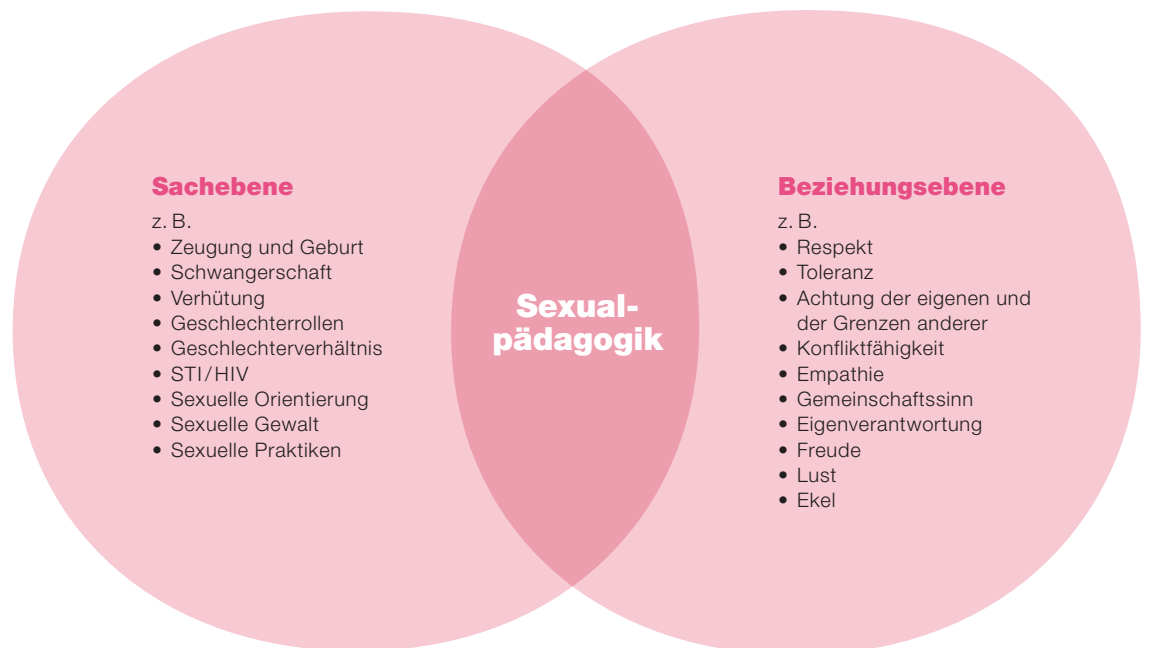 Sachebene
z. B.
• Zeugung und Geburt
• Schwangerschaft
• Verhütung
• Geschlechterrollen
• Geschlechterverhältnis
• STI/HIV
• Sexuelle Orientierung
• Sexuelle Gewalt
• Sexuelle Praktiken
Sexual-
pädagogik
Beziehungsebene
z. B.
• Respekt
• Toleranz
• Achtung der eigenen und
der Grenzen anderer
• Konfliktfähigkeit
• Empathie
• Gemeinschaftssinn
• Eigenverantwortung
• Freude
• Lust
• Ekel